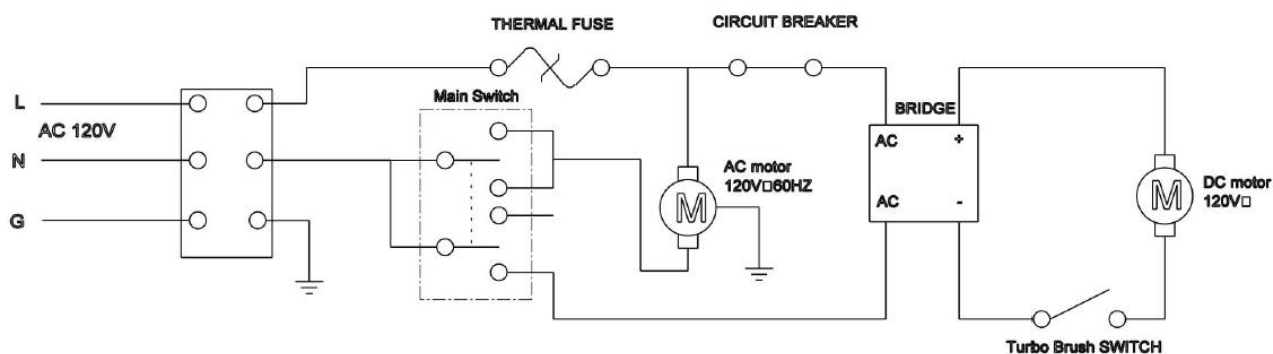 THERMAL FUSE
CIRCUIT BREAKER
Main Switch
L
AC 120V
N
G
BRIDGE
AC +
AC -
M
AC motor
120V□60HZ
M
DC motor
120V□
Turbo Brush SWITCH